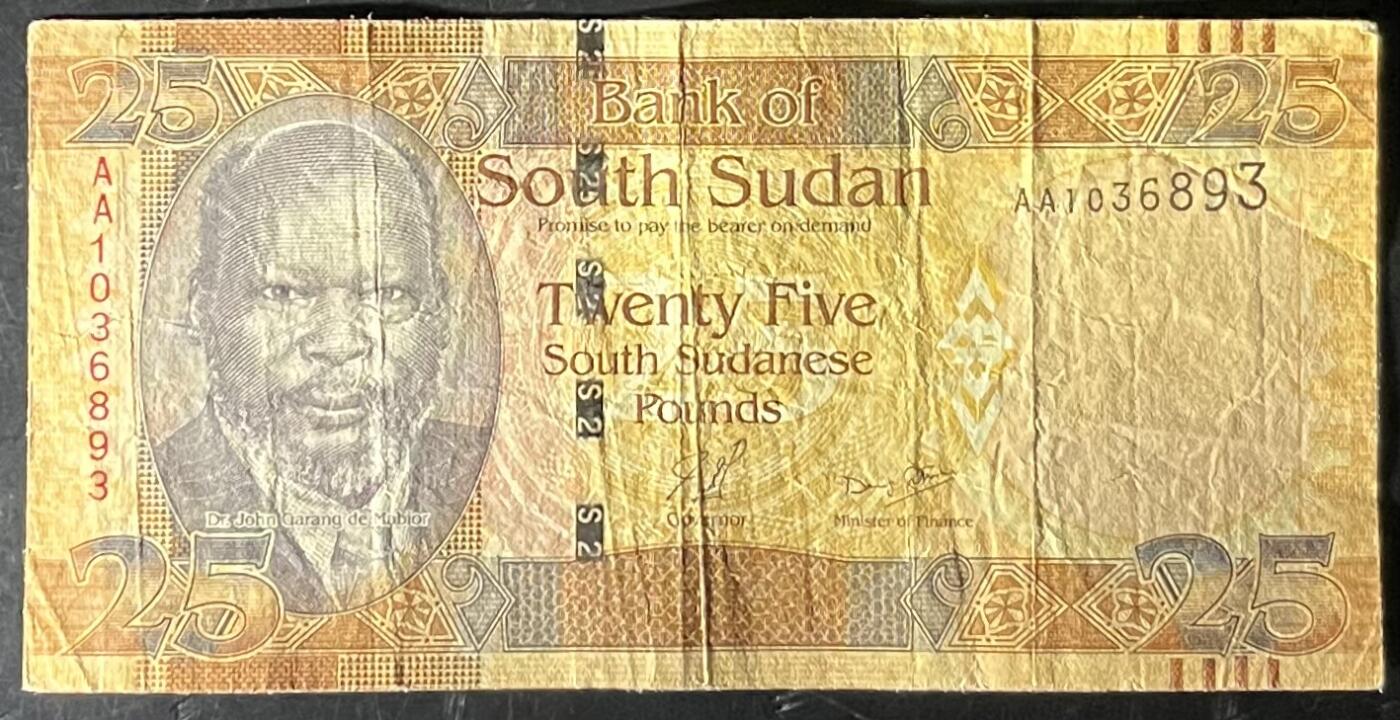 25
Bank of
25
South Sudan
Promise to pay the bearer on demand
AA1036893
AA1036893
Twenty Five
South Sudanese
Pounds
Dr. John Garang de Mabior
Governor
Minister of Finance
25
25